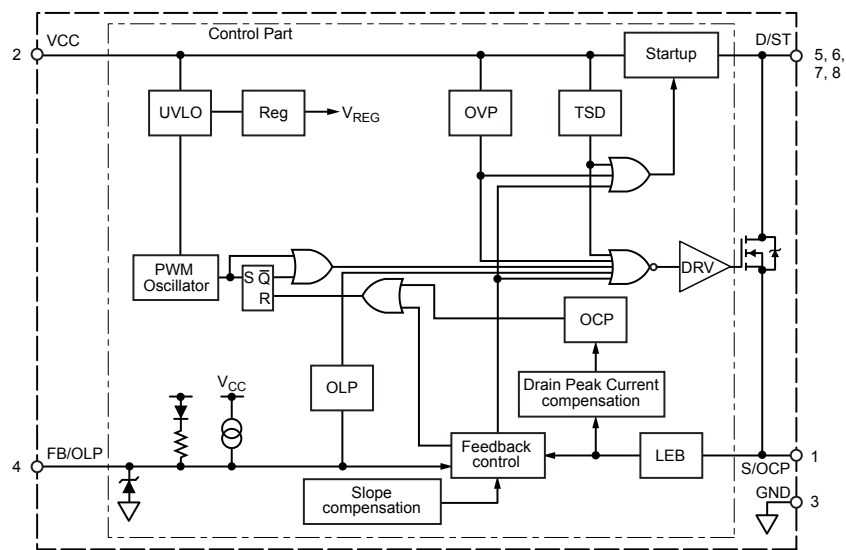 Control Part
2
VCC
D/ST
5, 6,
7, 8
Startup
UVLO
Reg
VREG
OVP
TSD
PWM
Oscillator
S Q̅
R
DRV
OCP
Drain Peak Current
compensation
OLP
VCC
4
FB/OLP
Feedback
control
LEB
S/OCP
1
Slope
compensation
GND
3